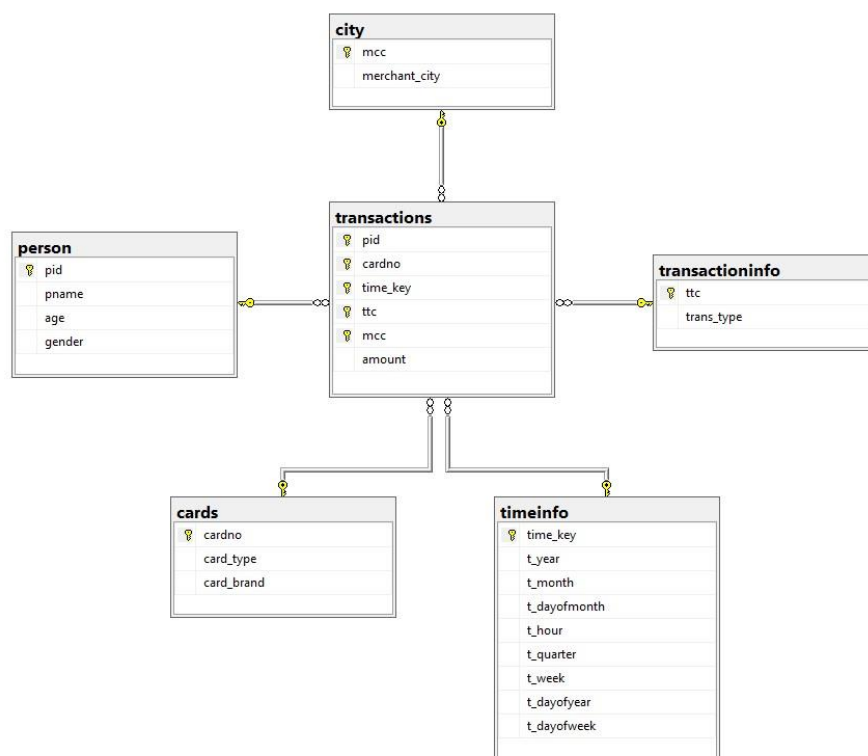 city
mcc
merchant_city
transactions
pid
cardno
time_key
ttc
mcc
amount
person
pid
pname
age
gender
transactioninfo
ttc
trans_type
cards
cardno
card_type
card_brand
timeinfo
time_key
t_year
t_month
t_dayofmonth
t_hour
t_quarter
t_week
t_dayofyear
t_dayofweek